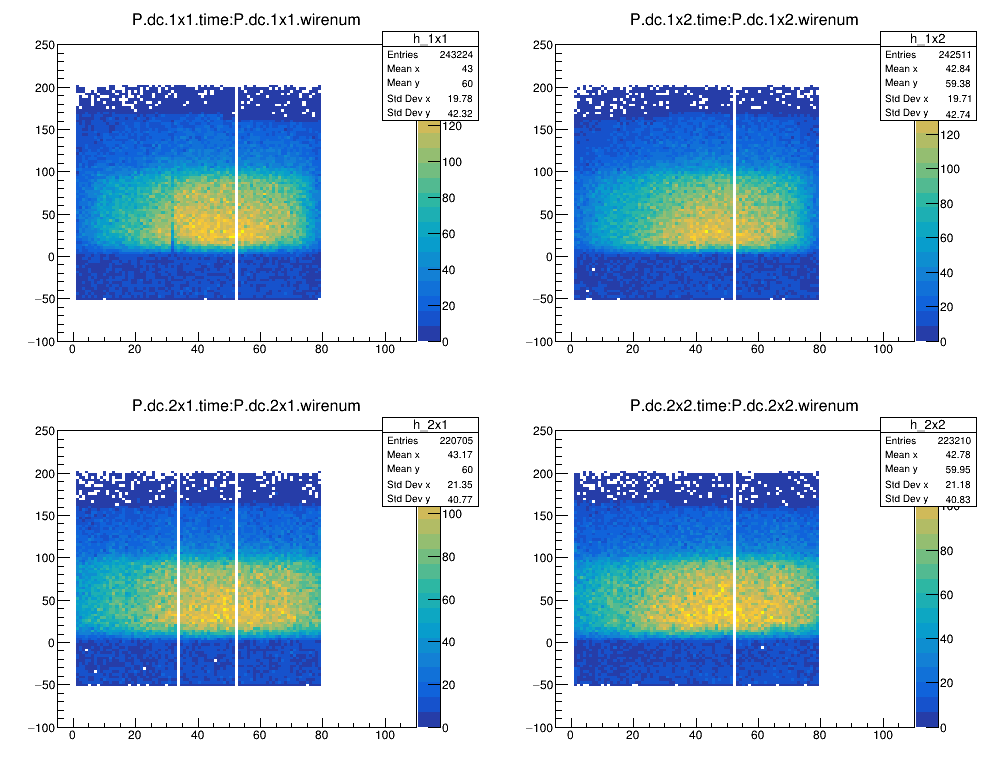 P.dc.1x1.time:P.dc.1x1.wirenum
h_1x1
Entries 243224
Mean x 43
Mean y 60
Std Dev x 19.78
Std Dev y 42.32
250
200
150
100
50
0
−50
−100
0 20 40 60 80 100
120
100
80
60
40
20
0
P.dc.1x2.time:P.dc.1x2.wirenum
h_1x2
Entries 242511
Mean x 42.84
Mean y 59.38
Std Dev x 19.71
Std Dev y 42.74
250
200
150
100
50
0
−50
−100
0 20 40 60 80 100
120
100
80
60
40
20
0
P.dc.2x1.time:P.dc.2x1.wirenum
h_2x1
Entries 220705
Mean x 43.17
Mean y 60
Std Dev x 21.35
Std Dev y 40.77
250
200
150
100
50
0
−50
−100
0 20 40 60 80 100
100
80
60
40
20
0
P.dc.2x2.time:P.dc.2x2.wirenum
h_2x2
Entries 223210
Mean x 42.78
Mean y 59.95
Std Dev x 21.18
Std Dev y 40.83
250
200
150
100
50
0
−50
−100
0 20 40 60 80 100
100
80
60
40
20
0